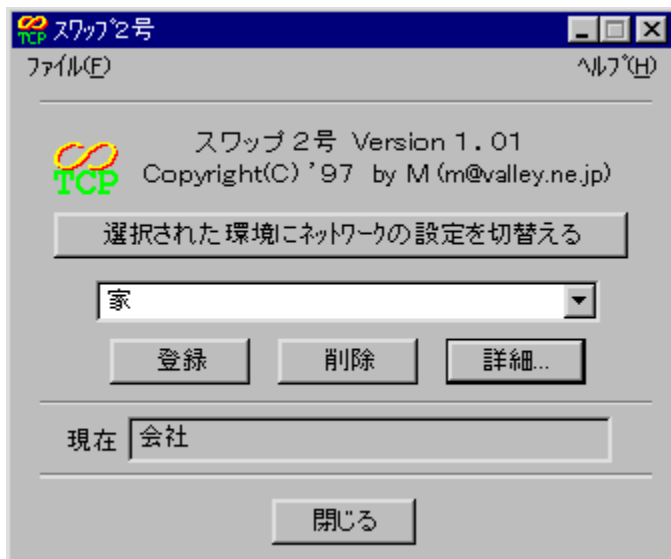 スワップ2号
ファイル(F) ヘルプ(H)
スワップ2号 Version 1.01
TCP Copyright(C) '97 by M (m@valley.ne.jp)
選択された環境にネットワークの設定を切替える
家
登録 削除 詳細...
現在 会社
閉じる